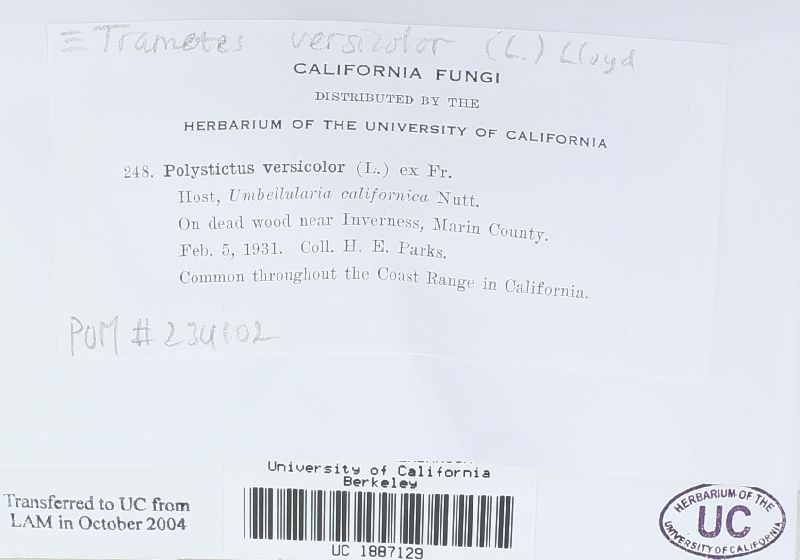 ≡ Trametes versicolor (L.) Lloyd
CALIFORNIA FUNGI
DISTRIBUTED BY THE
HERBARIUM OF THE UNIVERSITY OF CALIFORNIA
248. Polystictus versicolor (L.) ex Fr.
Host, Umbellularia californica Nutt.
On dead wood near Inverness, Marin County.
Feb. 5, 1931. Coll. H. E. Parks.
Common throughout the Coast Range in California.
POM # 234102
Transferred to UC from
LAM in October 2004
University of California
Berkeley
UC 1887129
HERBARIUM OF THE
UC
UNIVERSITY OF CALIFORNIA